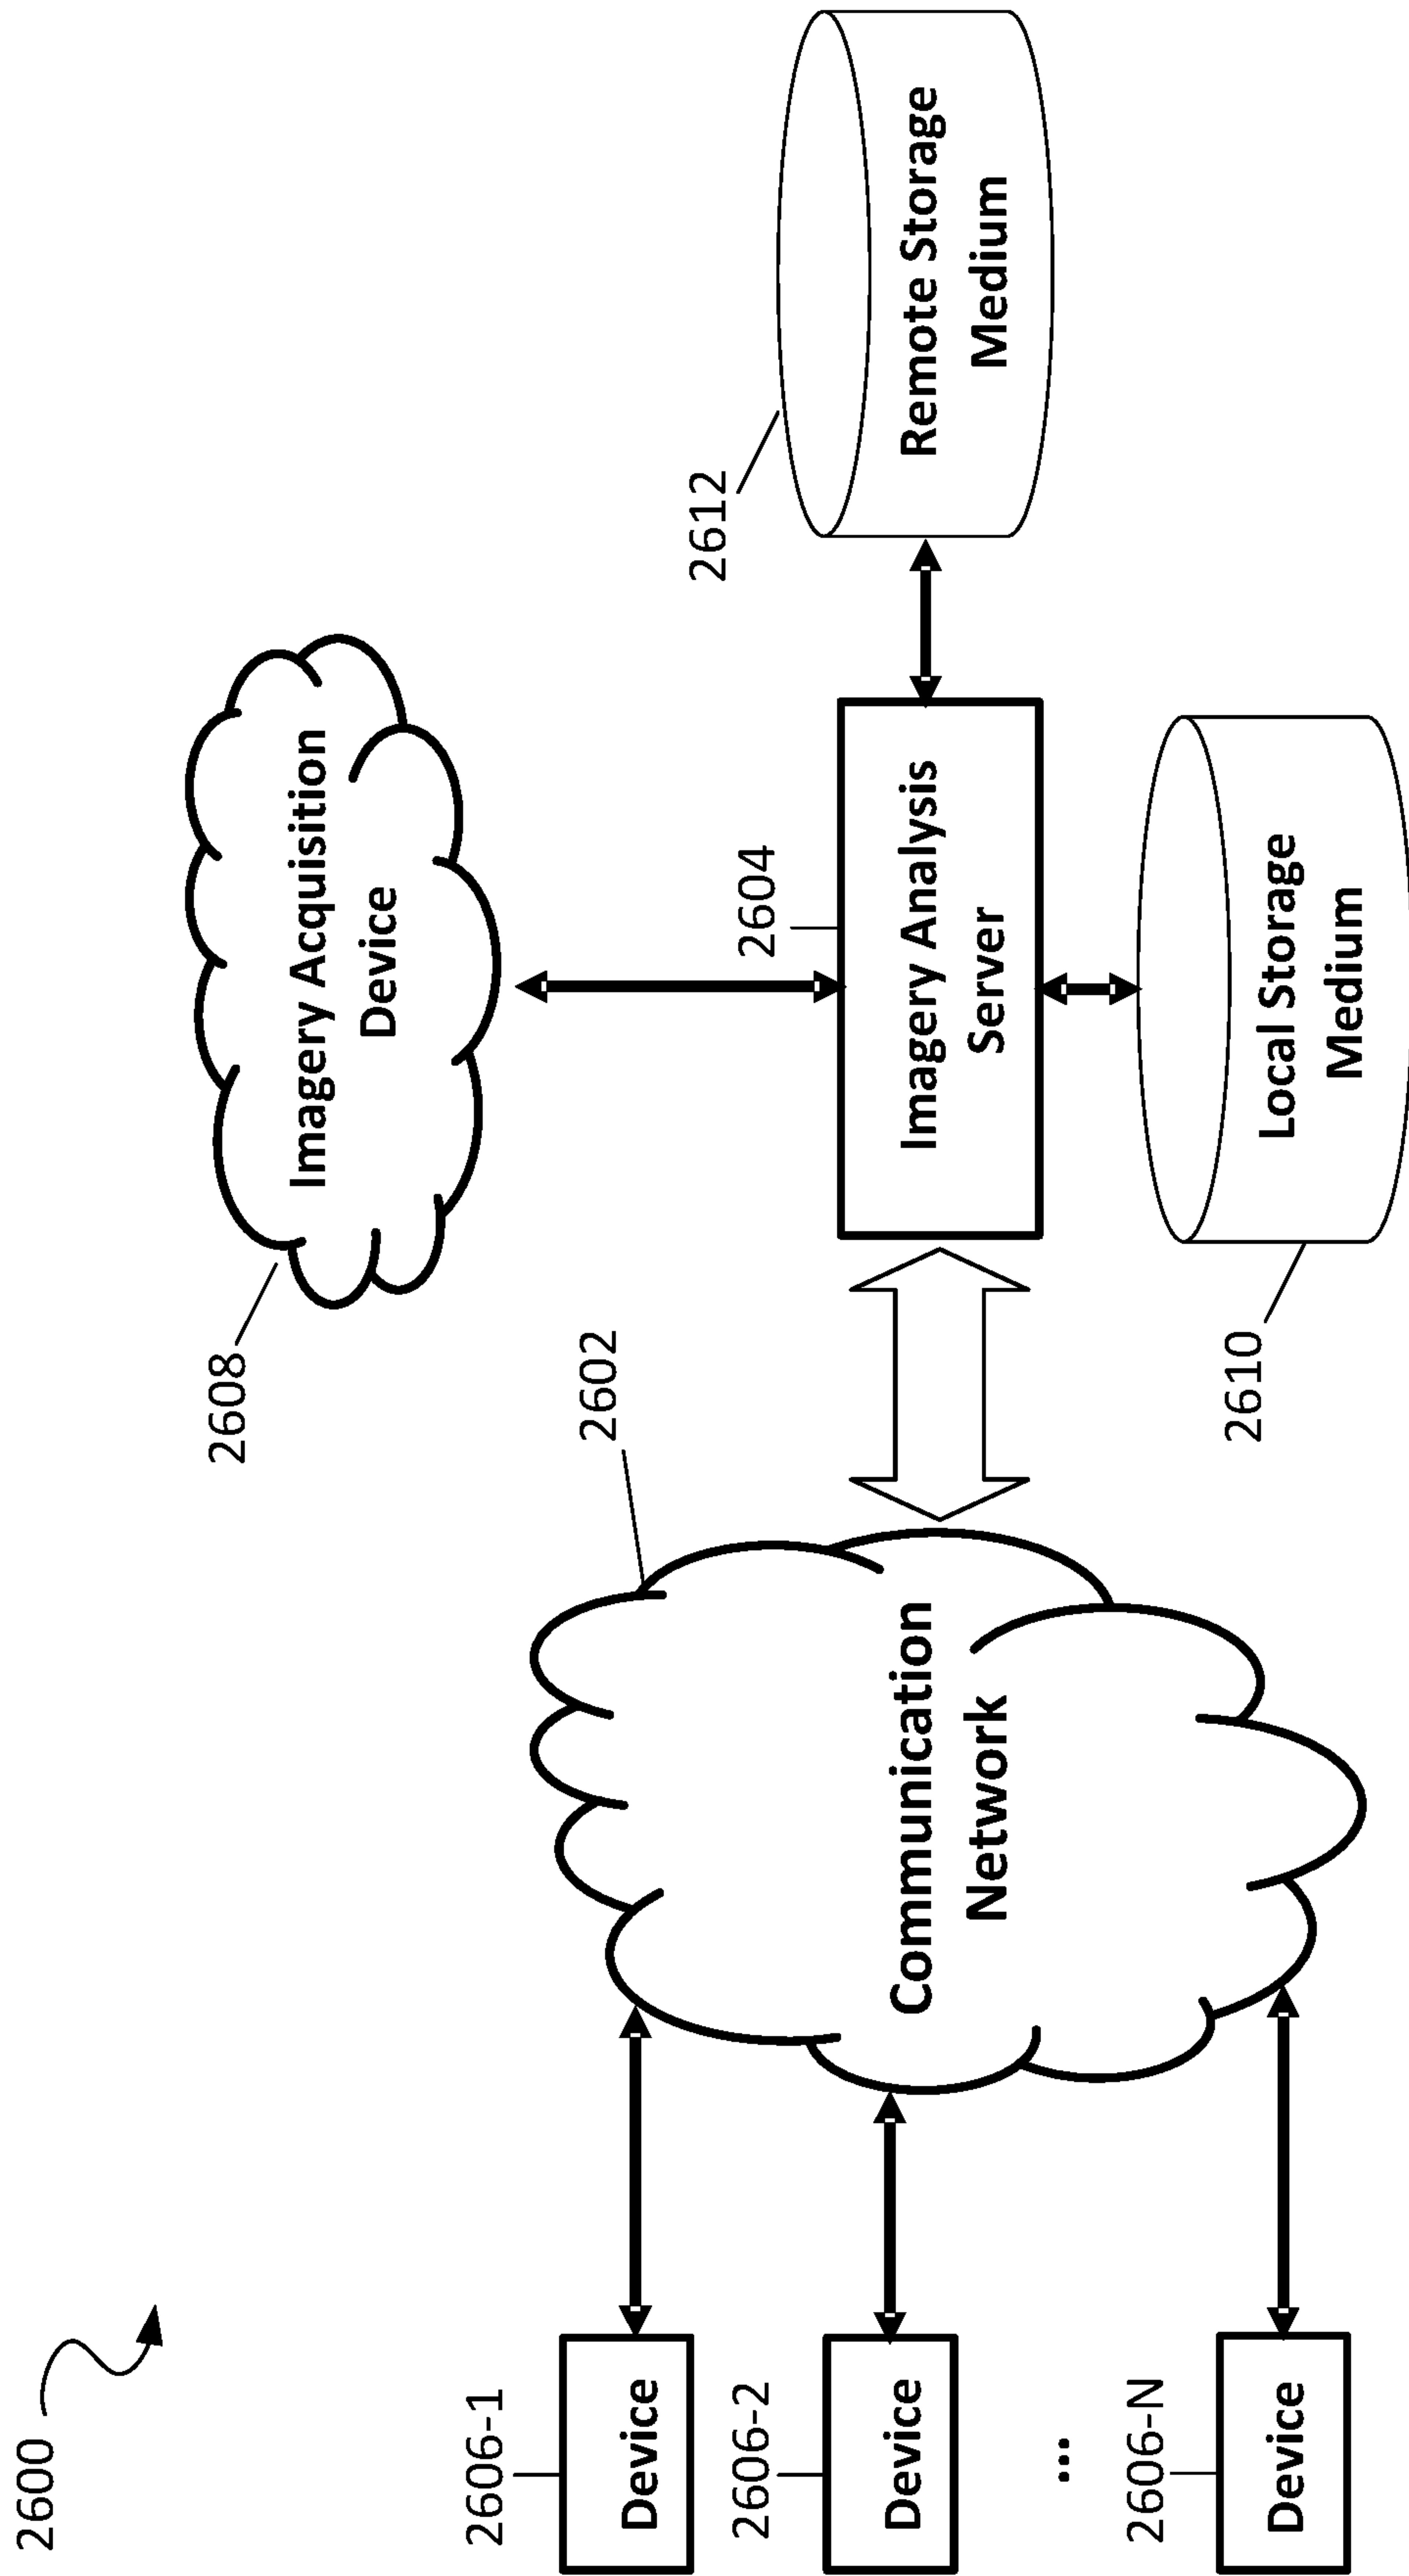 2600
2608
Imagery Acquisition
Device
2602
2606-1
Device
2606-2
Device
...
2606-N
Device
Communication
Network
2604
Imagery Analysis
Server
2612
Remote Storage
Medium
2610
Local Storage
Medium